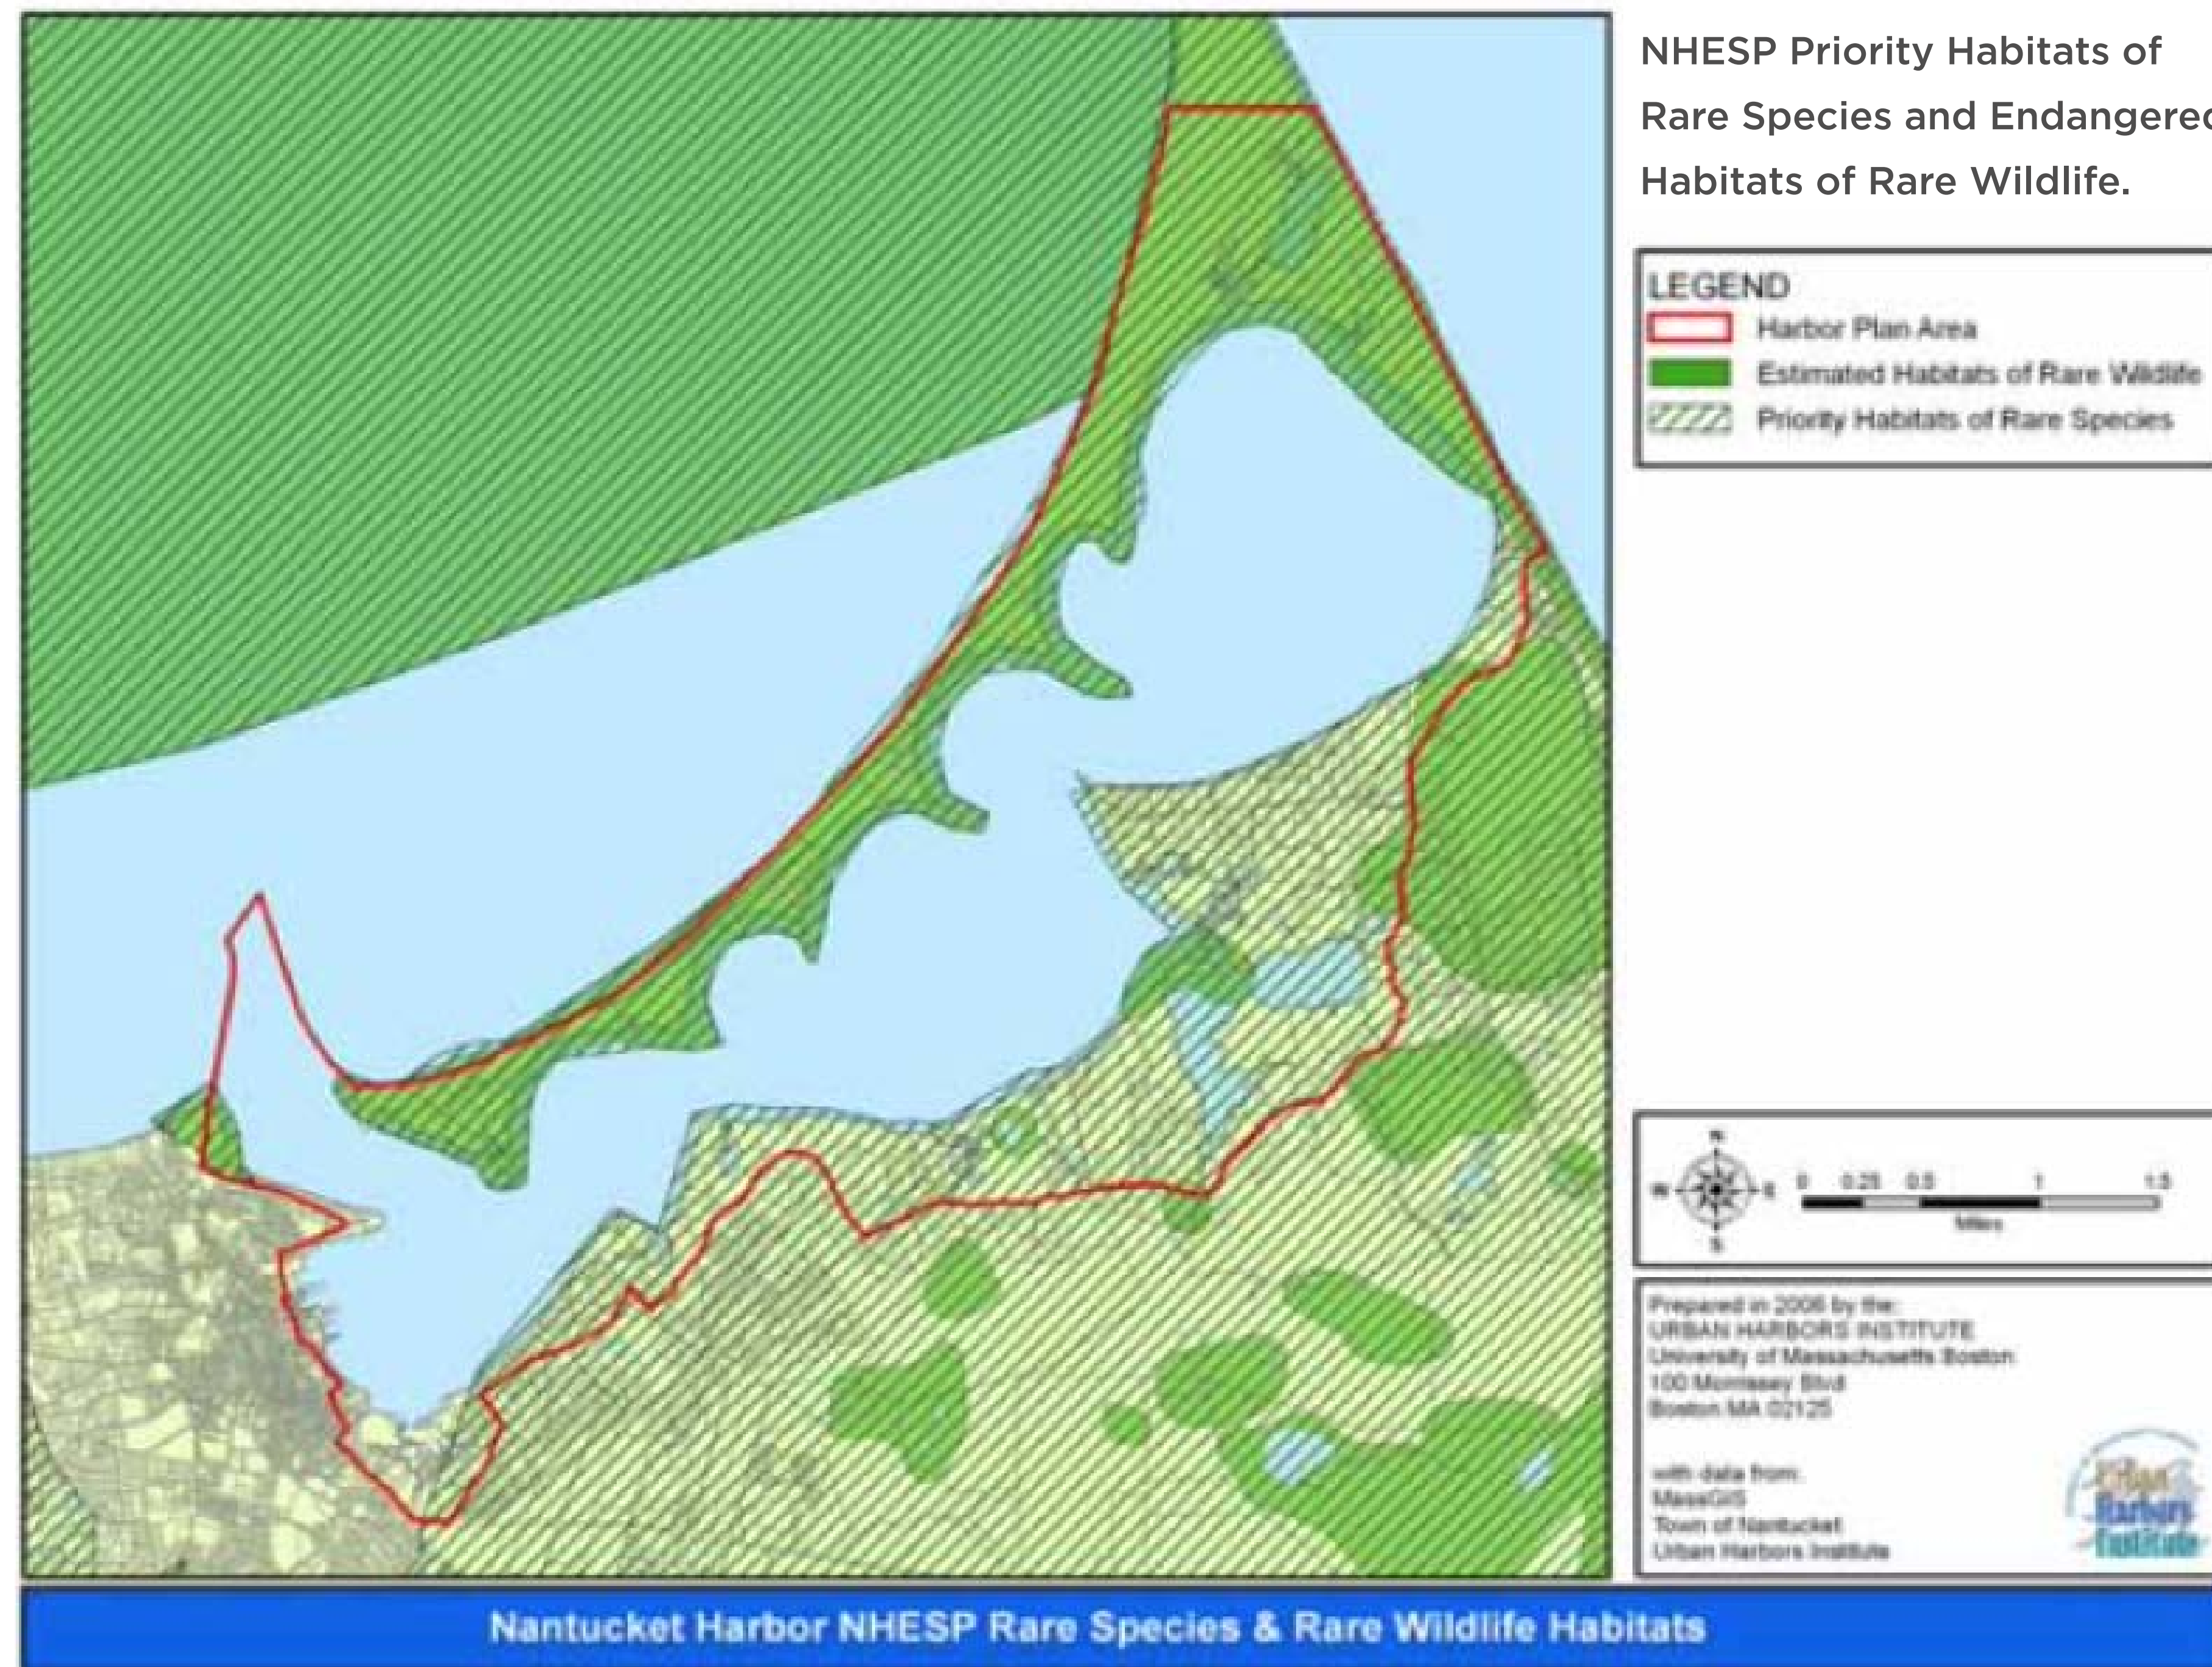 NHESP Priority Habitats of
Rare Species and Endangered
Habitats of Rare Wildlife.
LEGEND
Harbor Plan Area
Estimated Habitats of Rare Wildlife
Priority Habitats of Rare Species
N
W E
S
0 0.25 0.5 1 1.5
Miles
Prepared in 2006 by the:
URBAN HARBORS INSTITUTE
University of Massachusetts Boston
100 Morrissey Blvd
Boston MA 02125
with data from:
MassGIS
Town of Nantucket
Urban Harbors Institute
Urban
Harbors
Institute
Nantucket Harbor NHESP Rare Species & Rare Wildlife Habitats